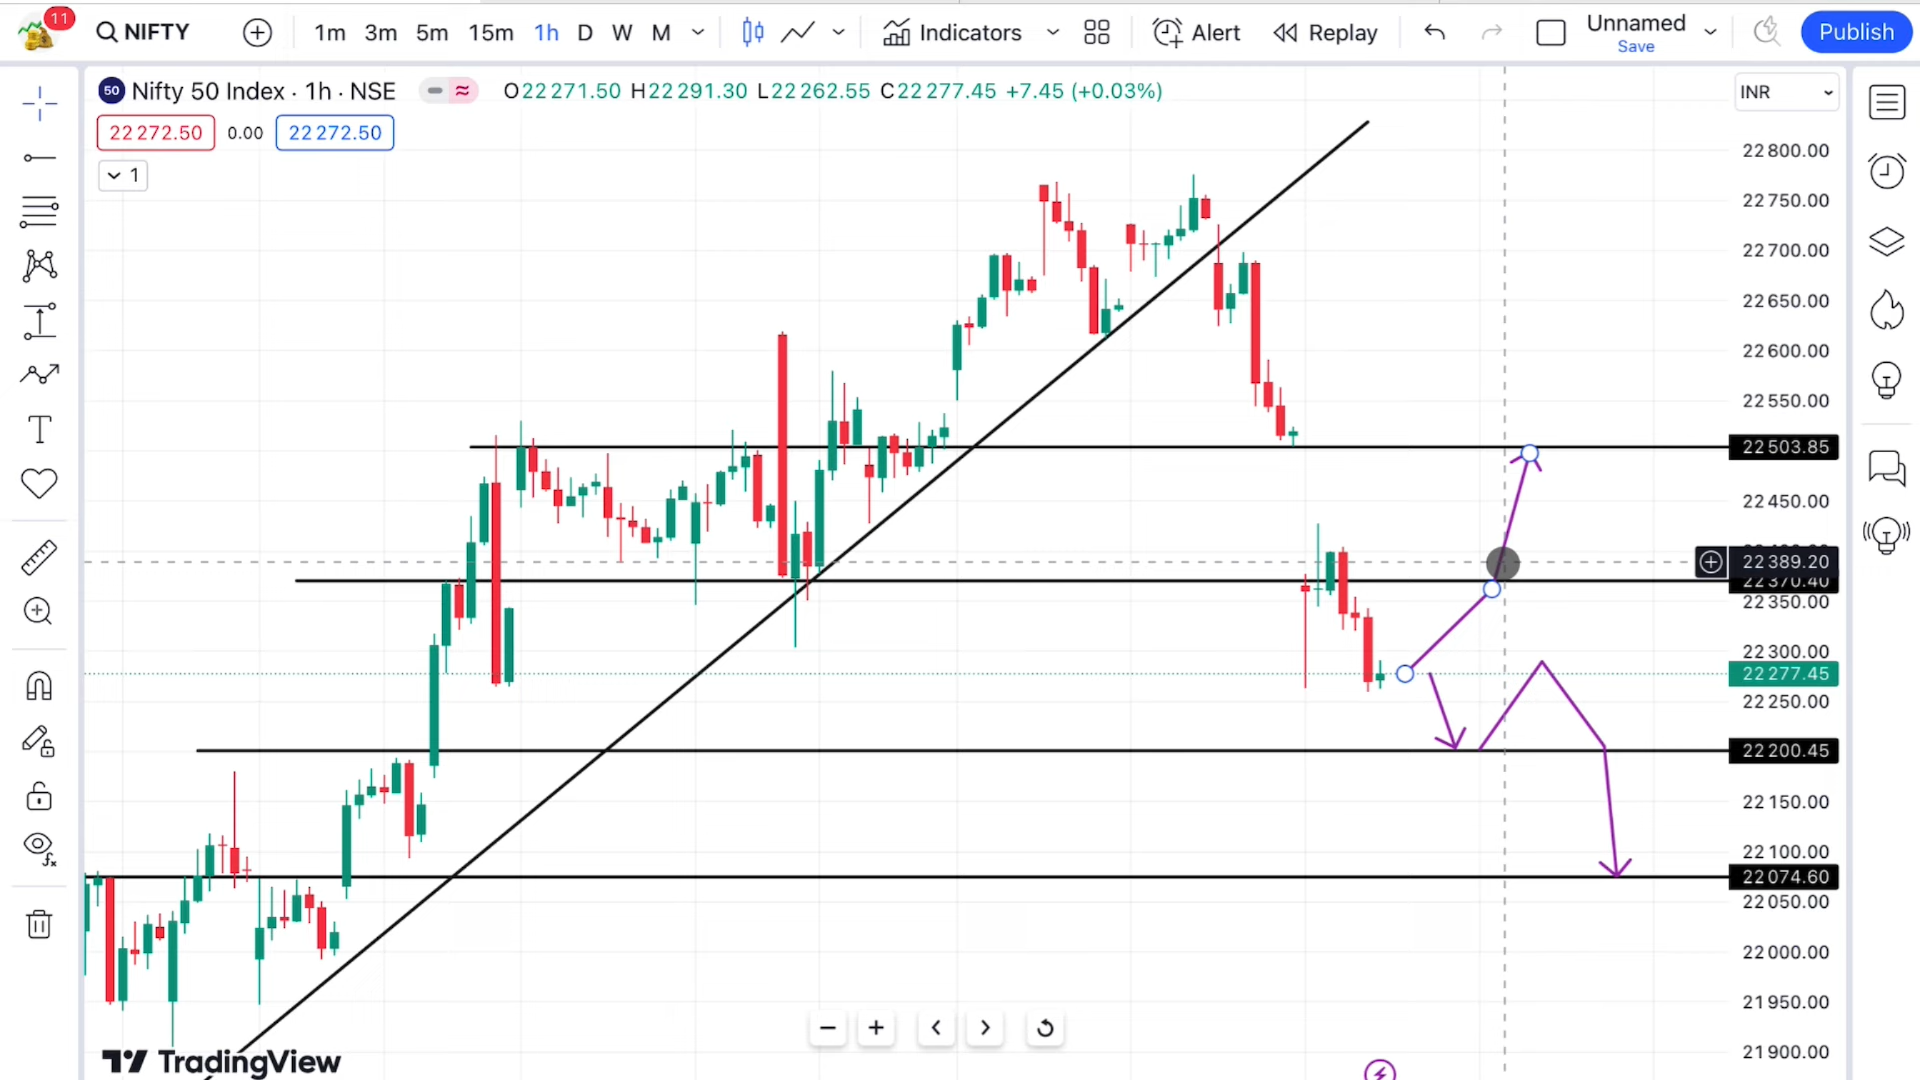 11
NIFTY
1m 3m 5m 15m 1h D W M
Indicators
Alert
Replay
Unnamed
Save
Publish
50 Nifty 50 Index · 1h · NSE
O22 271.50 H22 291.30 L22 262.55 C22 277.45 +7.45 (+0.03%)
INR
22 272.50 0.00 22 272.50
1
22 800.00
22 750.00
22 700.00
22 650.00
22 600.00
22 550.00
22 503.85
22 450.00
22 389.20
22 370.40
22 350.00
22 300.00
22 277.45
22 250.00
22 200.45
22 150.00
22 100.00
22 074.60
22 050.00
22 000.00
21 950.00
21 900.00
TradingView